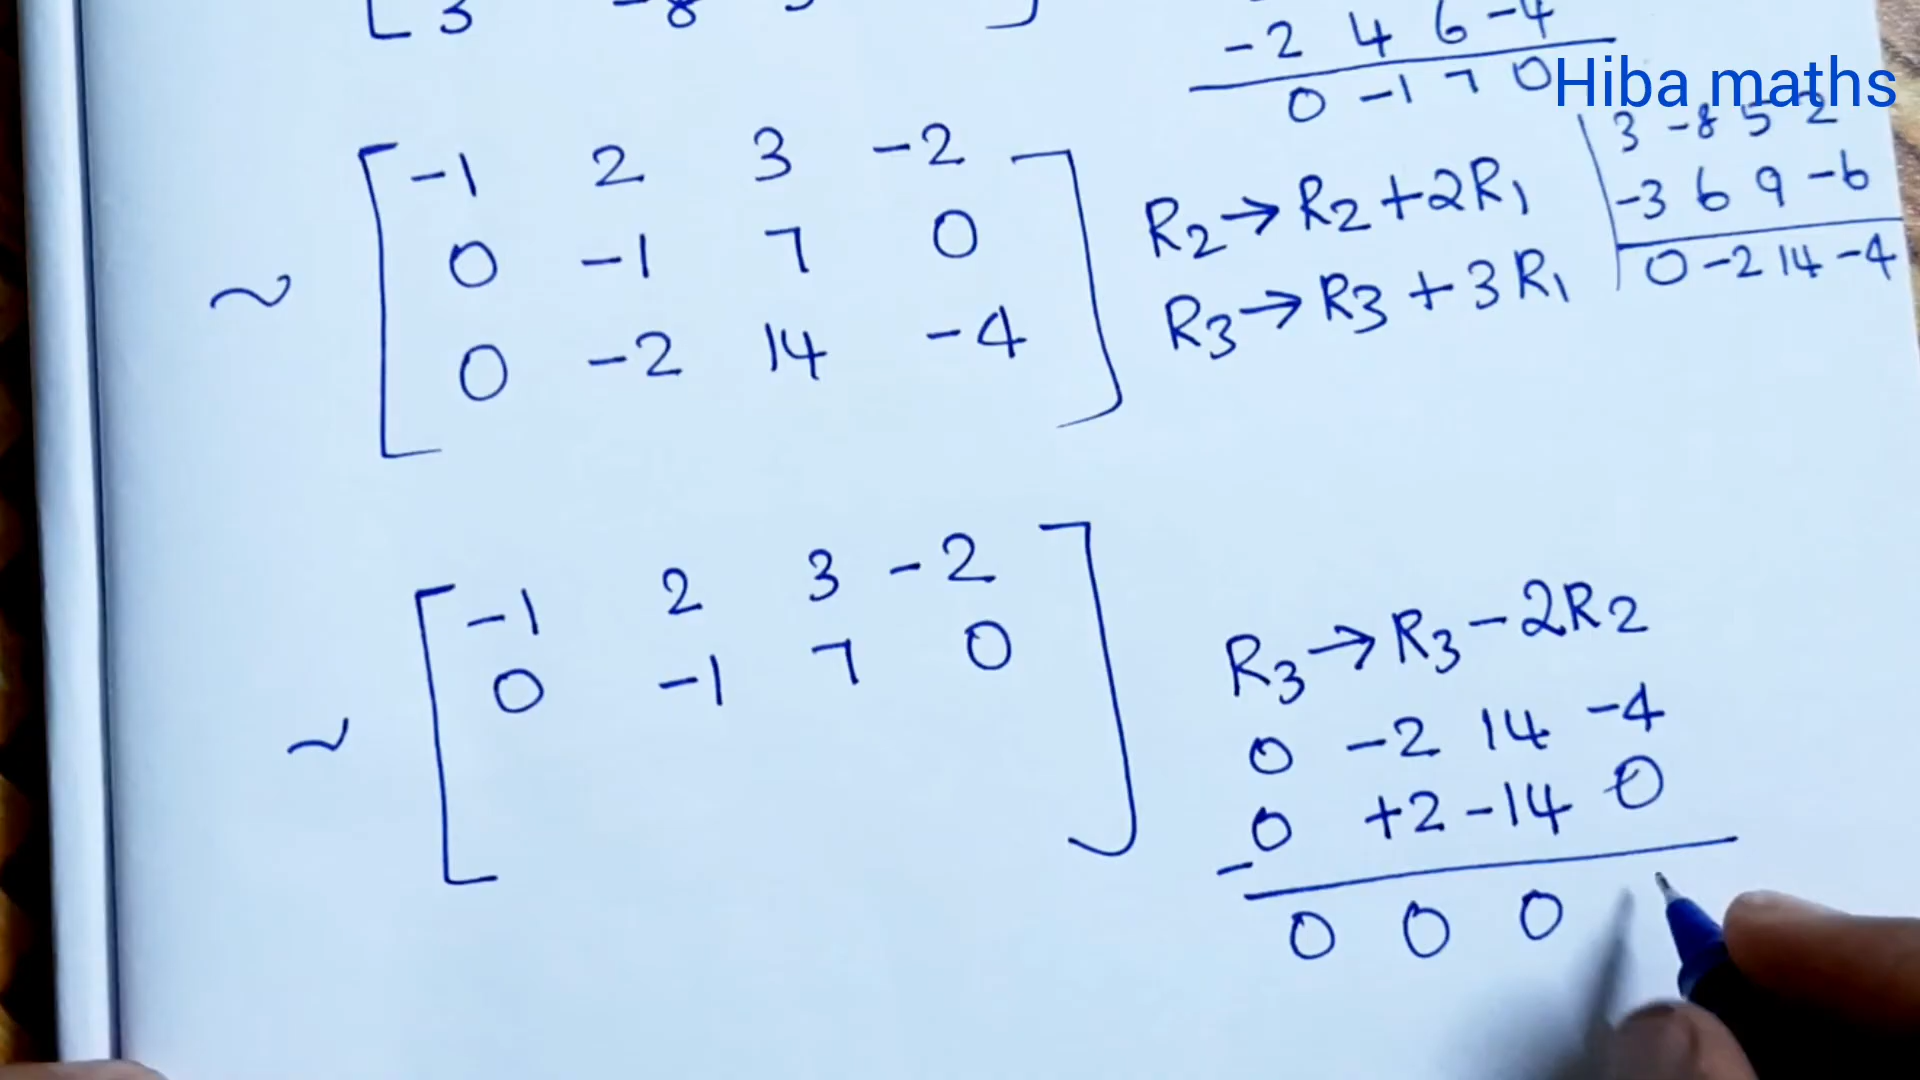 [ 3 -8 5 ]
-2 4 6 -4
0 -1 7 0
Hiba maths
3 -8 5 2
-3 6 9 -6
0 -2 14 -4
~ [ -1 2 3 -2 ]
0 -1 7 0
0 -2 14 -4
R2 → R2 + 2R1
R3 → R3 + 3R1
~ [ -1 2 3 -2 ]
0 -1 7 0
R3 → R3 - 2R2
0 -2 14 -4
- 0 +2 -14 0
0 0 0